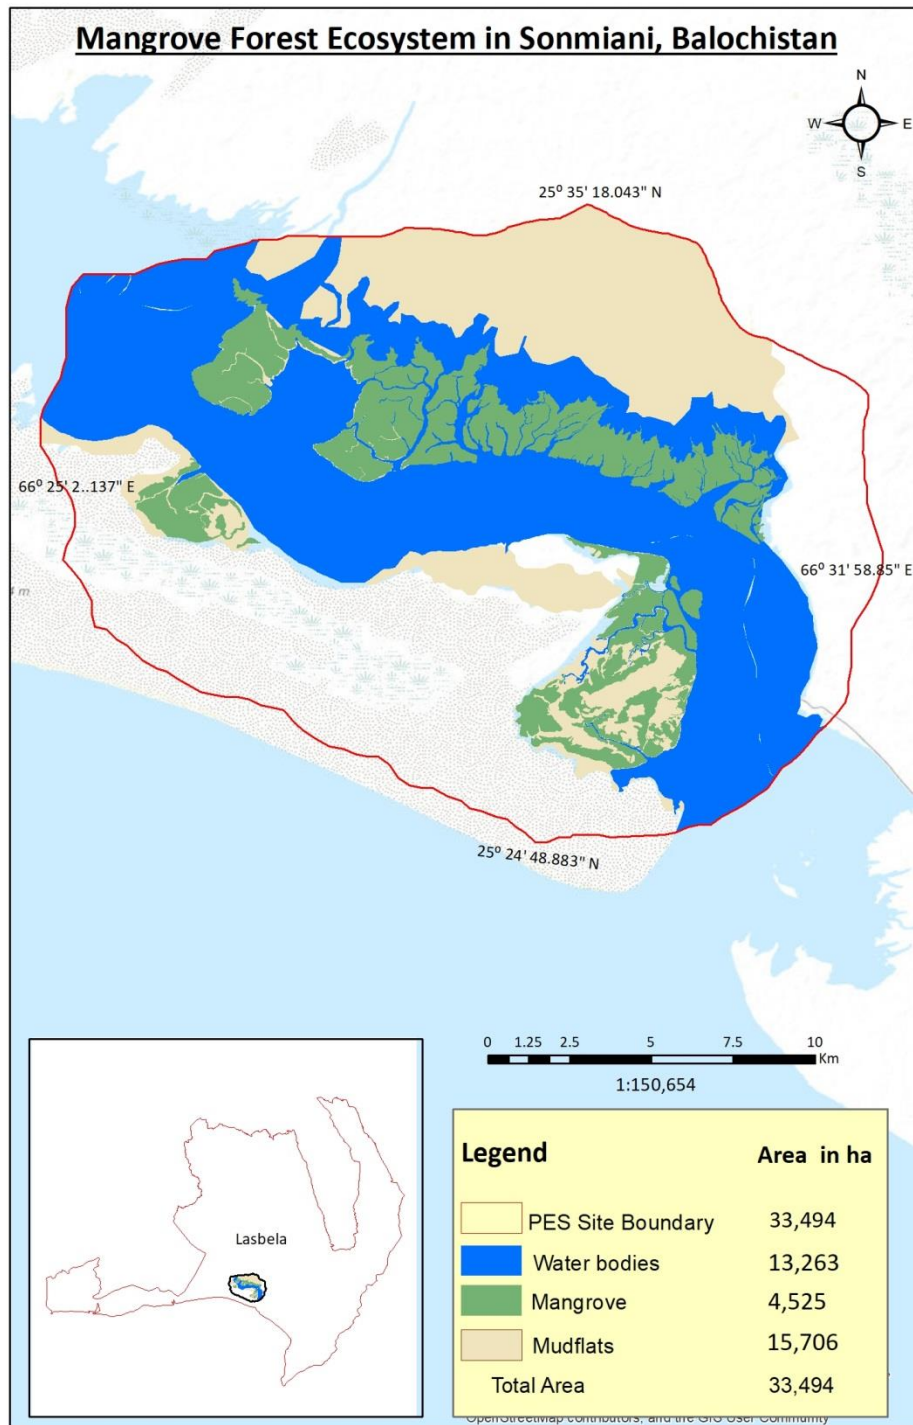 Mangrove Forest Ecosystem in Sonmiani, Balochistan
N
W E
S
25⁰ 35' 18.043" N
66⁰ 25' 2..137" E
66⁰ 31' 58.85" E
m
25⁰ 24' 48.883" N
0 1.25 2.5 5 7.5 10
Km
1:150,654
Lasbela
Legend Area in ha
PES Site Boundary 33,494
Water bodies 13,263
Mangrove 4,525
Mudflats 15,706
Total Area 33,494
OpenStreetMap contributors, and the GIS User Community